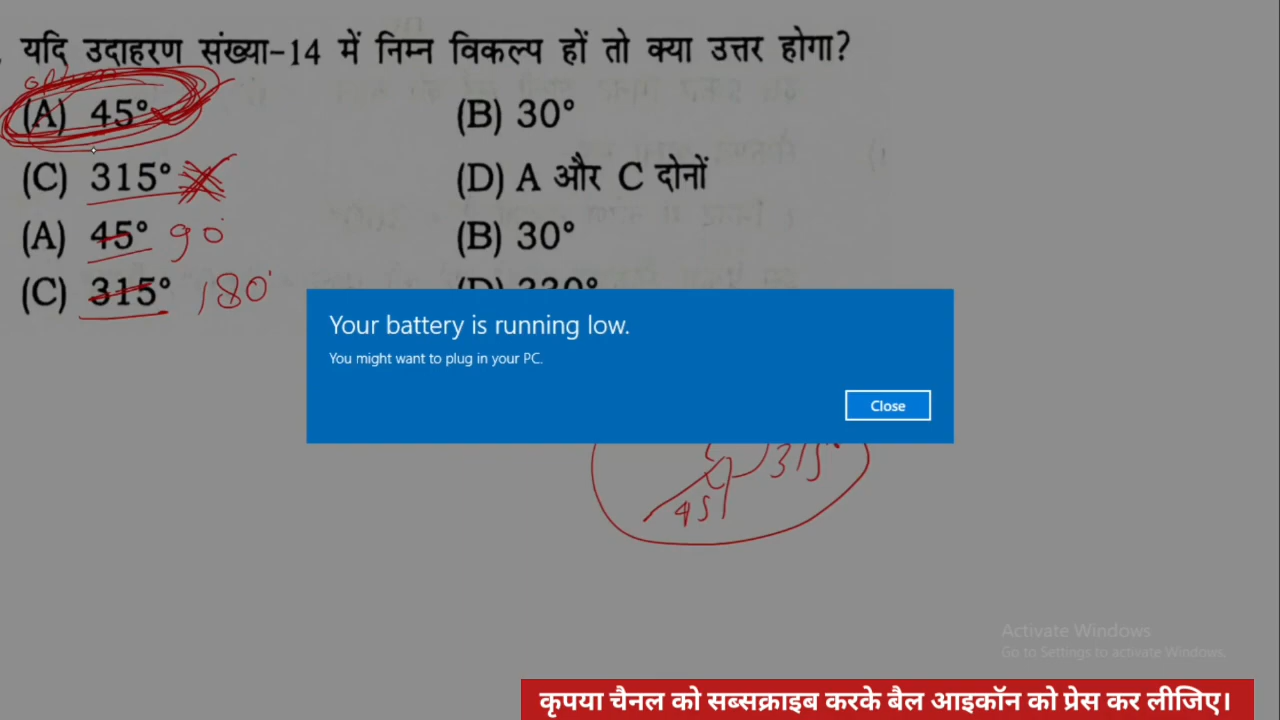 यदि उदाहरण संख्या-14 में निम्न विकल्प हों तो क्या उत्तर होगा?
(A) 45° (B) 30°
(C) 315° (D) A और C दोनों
(A) 45° 90° (B) 30°
(C) 315° 180° (D) 330°
Your battery is running low.
You might want to plug in your PC.
Close
315°
45
Activate Windows
Go to Settings to activate Windows.
कृपया चैनल को सब्सक्राइब करके बैल आइकॉन को प्रेस कर लीजिए।